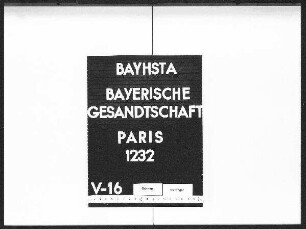 BAYHSTA
BAYERISCHE
GESANDTSCHAFT
PARIS
1232
V-16